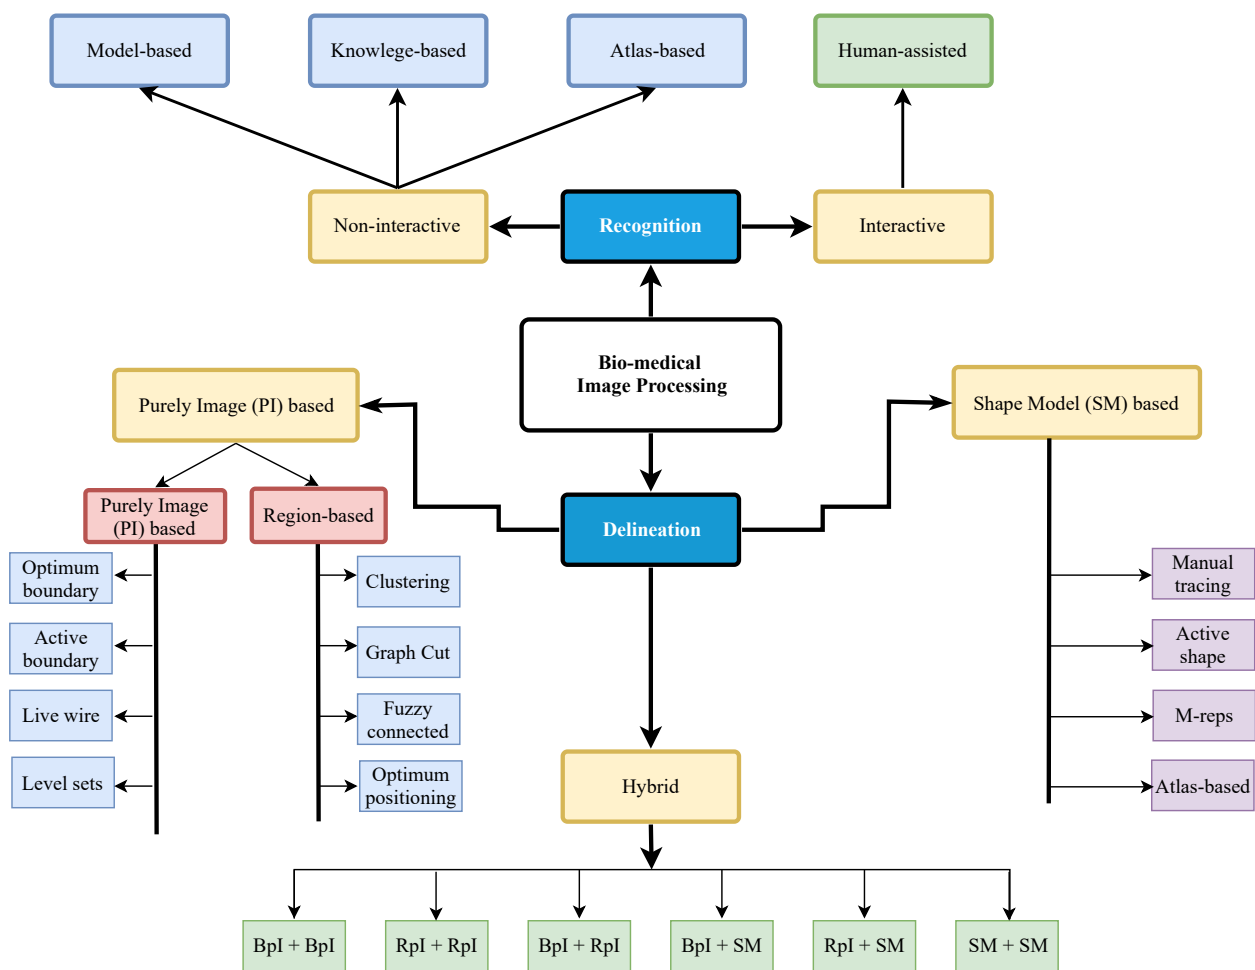 Model-based
Knowlege-based
Atlas-based
Human-assisted
Non-interactive
Recognition
Interactive
Bio-medical
Image Processing
Purely Image (PI) based
Shape Model (SM) based
Delineation
Purely Image
(PI) based
Region-based
Optimum
boundary
Active
boundary
Live wire
Level sets
Clustering
Graph Cut
Fuzzy
connected
Optimum
positioning
Manual
tracing
Active
shape
M-reps
Atlas-based
Hybrid
BpI + BpI
RpI + RpI
BpI + RpI
BpI + SM
RpI + SM
SM + SM